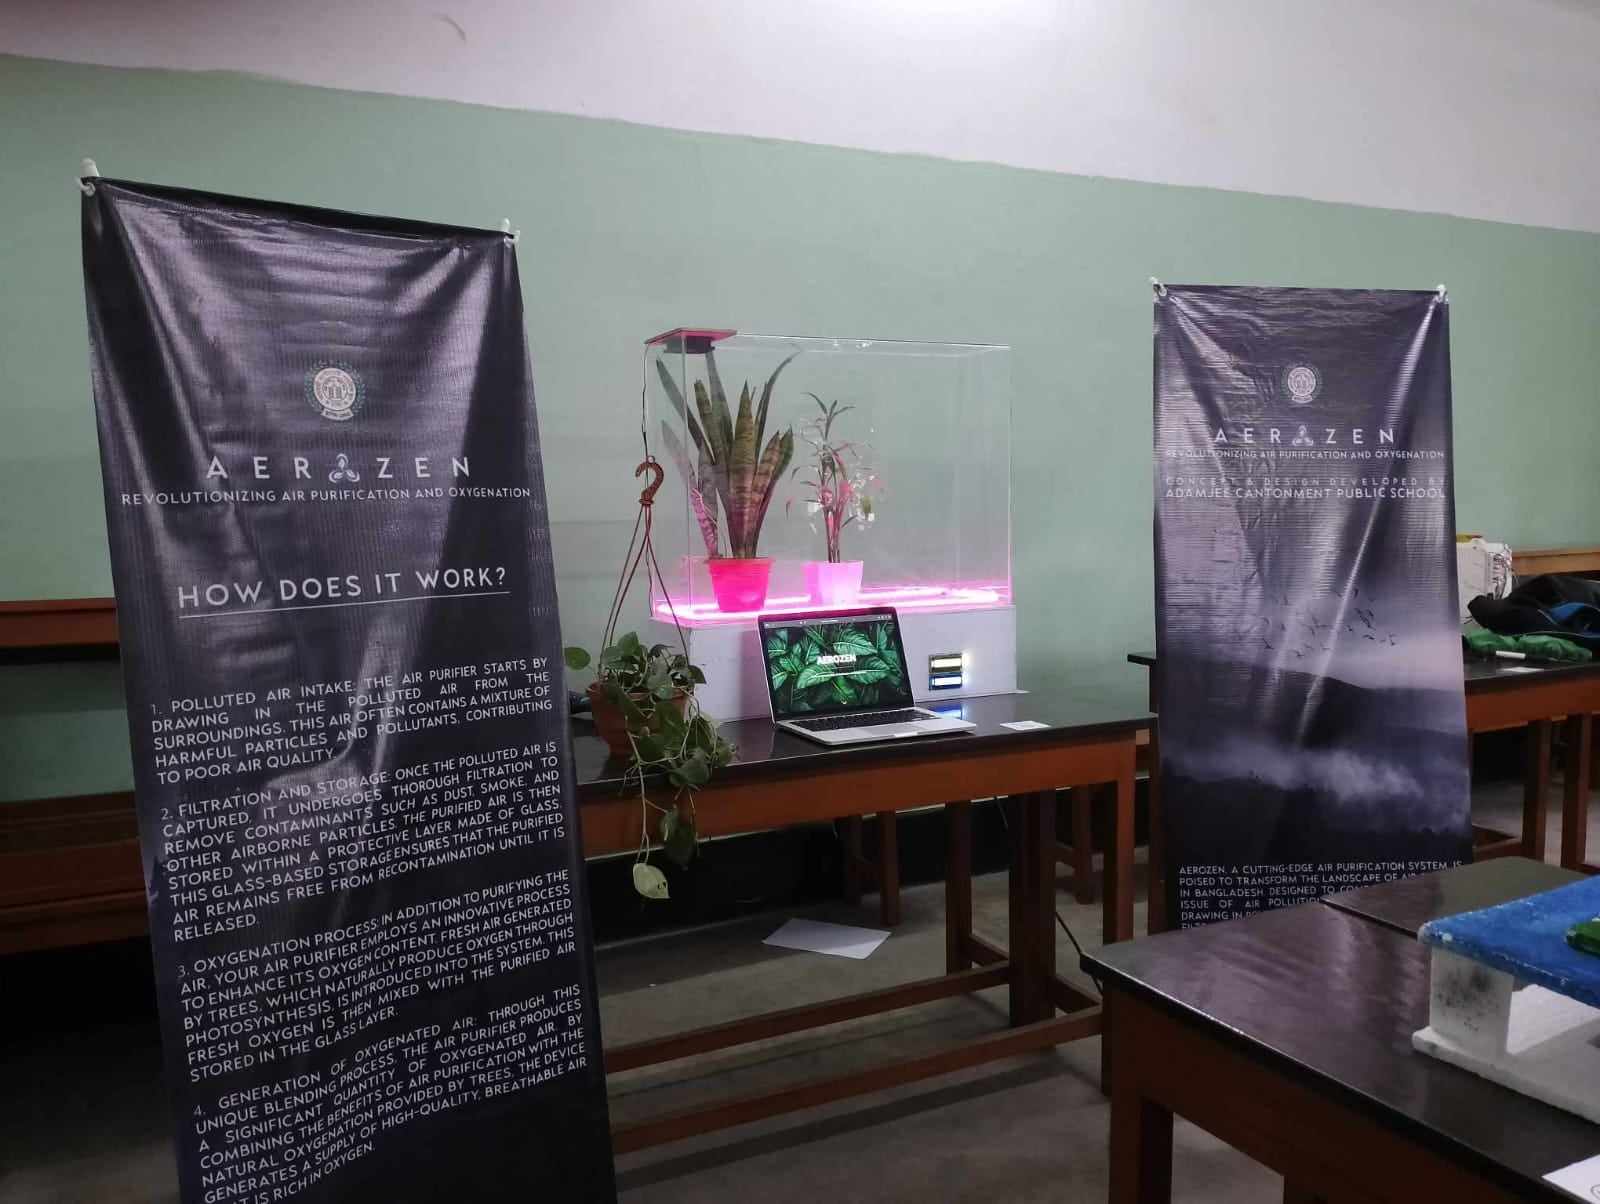 AEROZEN
REVOLUTIONIZING AIR PURIFICATION AND OXYGENATION
HOW DOES IT WORK?
1. POLLUTED AIR INTAKE: THE AIR PURIFIER STARTS BY
DRAWING IN THE POLLUTED AIR FROM THE
SURROUNDINGS. THIS AIR OFTEN CONTAINS A MIXTURE OF
HARMFUL PARTICLES AND POLLUTANTS, CONTRIBUTING
TO POOR AIR QUALITY.
2. FILTRATION AND STORAGE: ONCE THE POLLUTED AIR IS
CAPTURED, IT UNDERGOES THOROUGH FILTRATION TO
REMOVE CONTAMINANTS SUCH AS DUST, SMOKE, AND
OTHER AIRBORNE PARTICLES. THE PURIFIED AIR IS THEN
STORED WITHIN A PROTECTIVE LAYER MADE OF GLASS.
THIS GLASS-BASED STORAGE ENSURES THAT THE PURIFIED
AIR REMAINS FREE FROM RECONTAMINATION UNTIL IT IS
RELEASED.
3. OXYGENATION PROCESS: IN ADDITION TO PURIFYING THE
AIR, YOUR AIR PURIFIER EMPLOYS AN INNOVATIVE PROCESS
TO ENHANCE ITS OXYGEN CONTENT. FRESH AIR GENERATED
BY TREES, WHICH NATURALLY PRODUCE OXYGEN THROUGH
PHOTOSYNTHESIS, IS INTRODUCED INTO THE SYSTEM. THIS
FRESH OXYGEN IS THEN MIXED WITH THE PURIFIED AIR
STORED IN THE GLASS LAYER.
4. GENERATION OF OXYGENATED AIR: THROUGH THIS
UNIQUE BLENDING PROCESS, THE AIR PURIFIER PRODUCES
A SIGNIFICANT QUANTITY OF OXYGENATED AIR. BY
COMBINING THE BENEFITS OF AIR PURIFICATION WITH THE
NATURAL OXYGENATION PROVIDED BY TREES, THE DEVICE
GENERATES A SUPPLY OF HIGH-QUALITY, BREATHABLE AIR
IS RICH IN OXYGEN.
AEROZEN
AEROZEN
REVOLUTIONIZING AIR PURIFICATION AND OXYGENATION
CONCEPT & DESIGN DEVELOPED BY
ADAMJEE CANTONMENT PUBLIC SCHOOL
AEROZEN, A CUTTING-EDGE AIR PURIFICATION SYSTEM, IS
POISED TO TRANSFORM THE LANDSCAPE OF
IN BANGLADESH. DESIGNED TO
ISSUE OF AIR
DRAWING IN